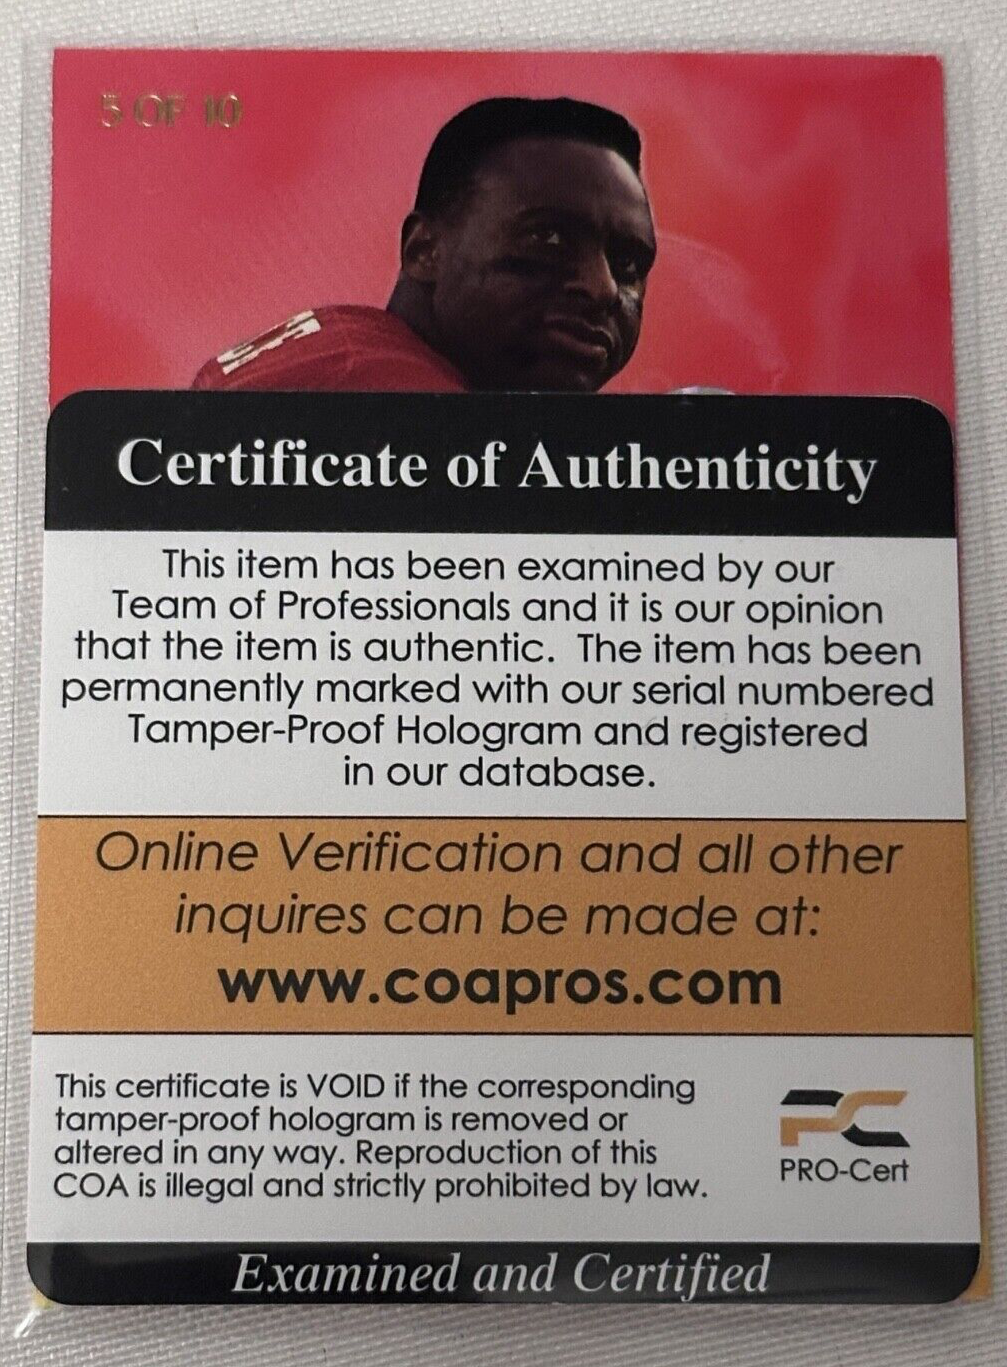 5 OF 10
Certificate of Authenticity
This item has been examined by our
Team of Professionals and it is our opinion
that the item is authentic. The item has been
permanently marked with our serial numbered
Tamper-Proof Hologram and registered
in our database.
Online Verification and all other
inquires can be made at:
www.coapros.com
This certificate is VOID if the corresponding
tamper-proof hologram is removed or
altered in any way. Reproduction of this
COA is illegal and strictly prohibited by law.
PC
PRO-Cert
Examined and Certified